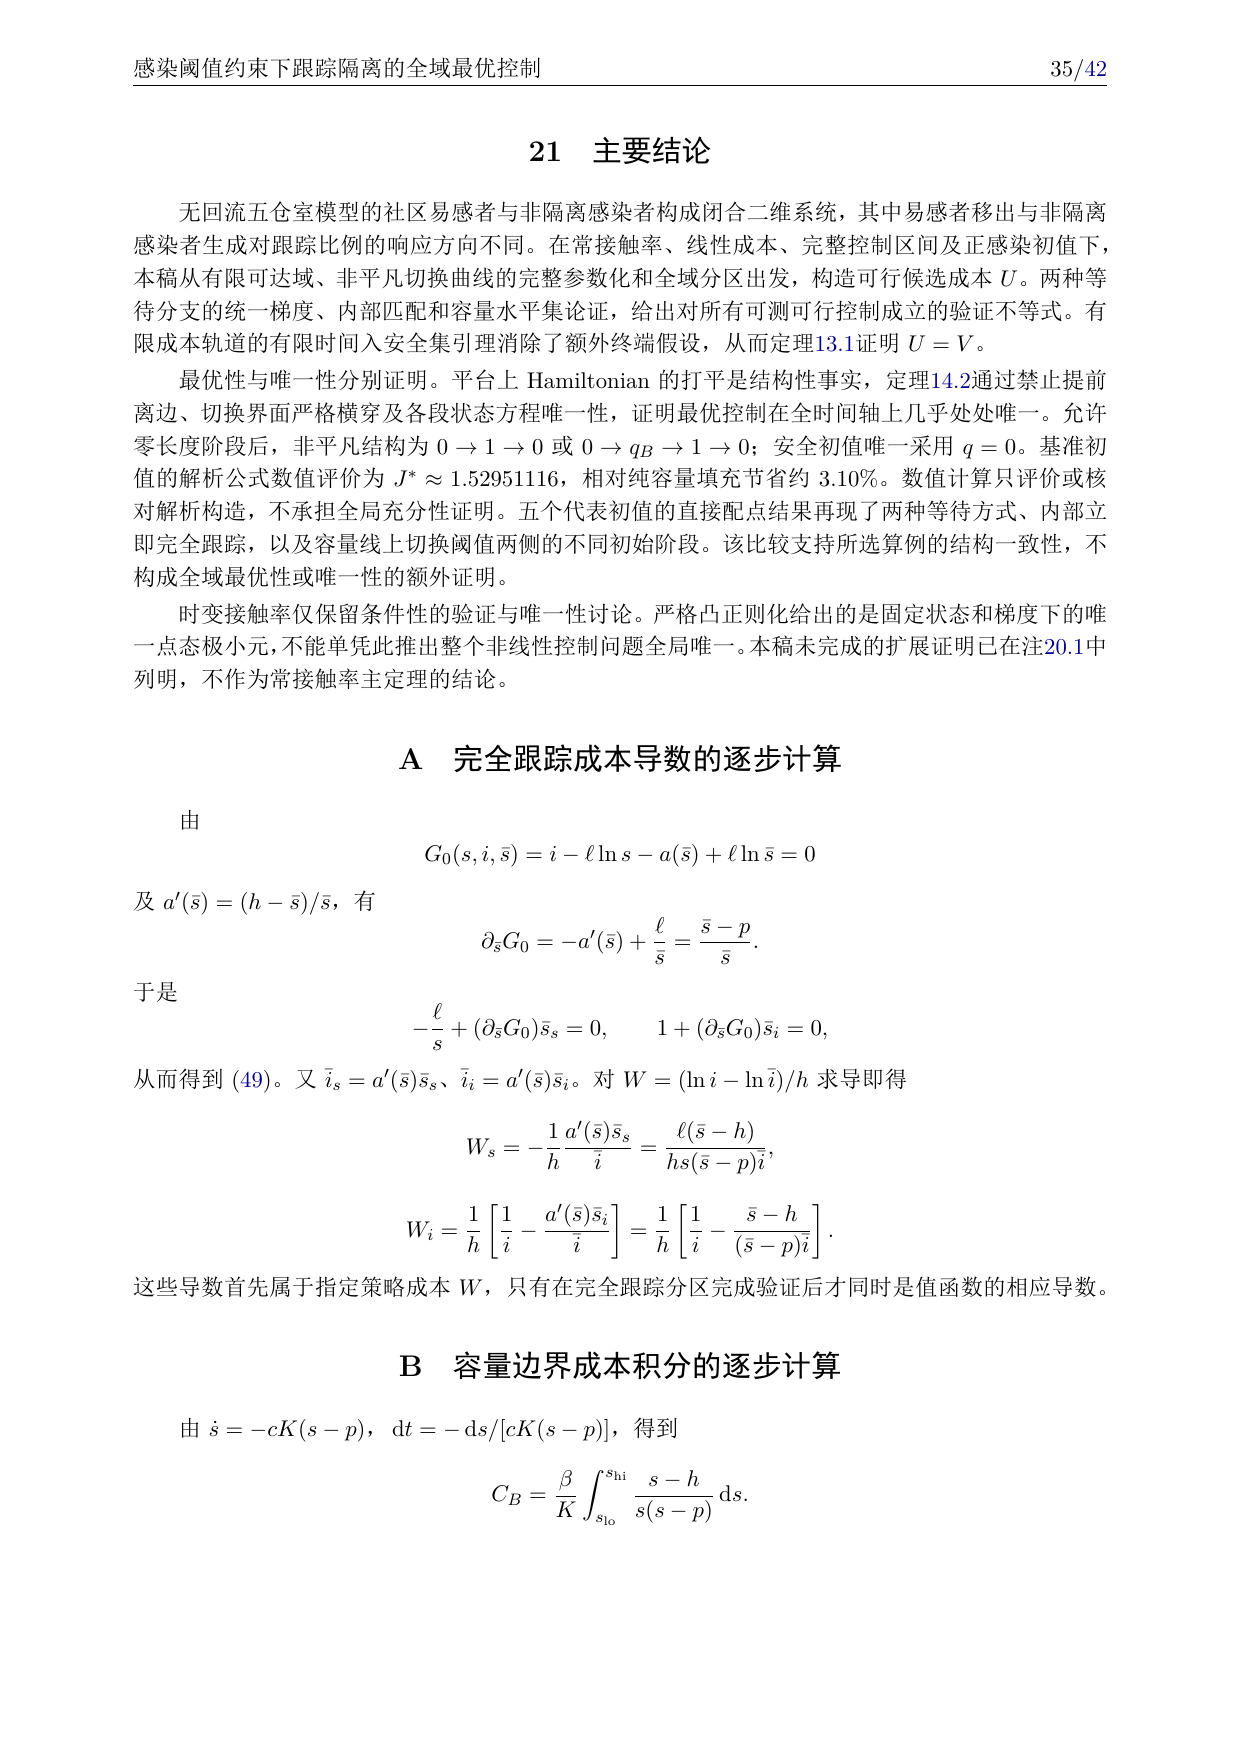 感染阈值约束下跟踪隔离的全域最优控制 35/42
21 主要结论
无回流五仓室模型的社区易感者与非隔离感染者构成闭合二维系统，其中易感者移出与非隔离
感染者生成对跟踪比例的响应方向不同。在常接触率、线性成本、完整控制区间及正感染初值下，
本稿从有限可达域、非平凡切换曲线的完整参数化和全域分区出发，构造可行候选成本 U。两种等
待分支的统一梯度、内部匹配和容量水平集论证，给出对所有可测可行控制成立的验证不等式。有
限成本轨道的有限时间入安全集引理消除了额外终端假设，从而定理13.1证明 U = V。
最优性与唯一性分别证明。平台上 Hamiltonian 的打平是结构性事实，定理14.2通过禁止提前
离边、切换界面严格横穿及各段状态方程唯一性，证明最优控制在全时间轴上几乎处处唯一。允许
零长度阶段后，非平凡结构为 0 → 1 → 0 或 0 → q_B → 1 → 0；安全初值唯一采用 q = 0。基准初
值的解析公式数值评价为 J* ≈ 1.52951116，相对纯容量填充节省约 3.10%。数值计算只评价或核
对解析构造，不承担全局充分性证明。五个代表初值的直接配点结果再现了两种等待方式、内部立
即完全跟踪，以及容量线上切换阈值两侧的不同初始阶段。该比较支持所选算例的结构一致性，不
构成全域最优性或唯一性的额外证明。
时变接触率仅保留条件性的验证与唯一性讨论。严格凸正则化给出的是固定状态和梯度下的唯
一点态极小元，不能单凭此推出整个非线性控制问题全局唯一。本稿未完成的扩展证明已在注20.1中
列明，不作为常接触率主定理的结论。
A 完全跟踪成本导数的逐步计算
由
G_0(s, i, s̄) = i − ℓ ln s − a(s̄) + ℓ ln s̄ = 0
及 a′(s̄) = (h − s̄)/s̄，有
∂_s̄ G_0 = −a′(s̄) + ℓ/s̄ = (s̄ − p)/s̄.
于是
−ℓ/s + (∂_s̄ G_0)s̄_s = 0, 1 + (∂_s̄ G_0)s̄_i = 0,
从而得到 (49)。又 ī_s = a′(s̄)s̄_s、ī_i = a′(s̄)s̄_i。对 W = (ln i − ln ī)/h 求导即得
W_s = −(1/h) a′(s̄)s̄_s/ī = ℓ(s̄ − h)/(hs(s̄ − p)ī),
W_i = (1/h)[1/i − a′(s̄)s̄_i/ī] = (1/h)[1/i − (s̄ − h)/((s̄ − p)ī)].
这些导数首先属于指定策略成本 W，只有在完全跟踪分区完成验证后才同时是值函数的相应导数。
B 容量边界成本积分的逐步计算
由 ṡ = −cK(s − p)， dt = − ds/[cK(s − p)]，得到
C_B = (β/K) ∫_{s_lo}^{s_hi} (s − h)/(s(s − p)) ds.